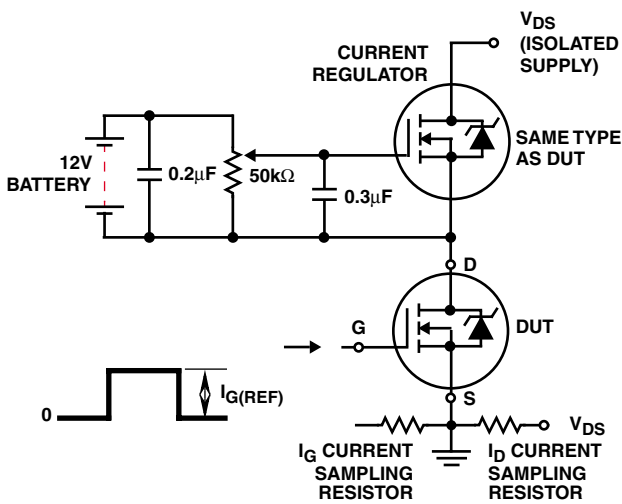 V_DS
(ISOLATED
SUPPLY)
CURRENT
REGULATOR
SAME TYPE
AS DUT
12V
BATTERY
0.2μF
50kΩ
0.3μF
D
G
DUT
S
I_G(REF)
0
V_DS
I_G CURRENT
SAMPLING
RESISTOR
I_D CURRENT
SAMPLING
RESISTOR